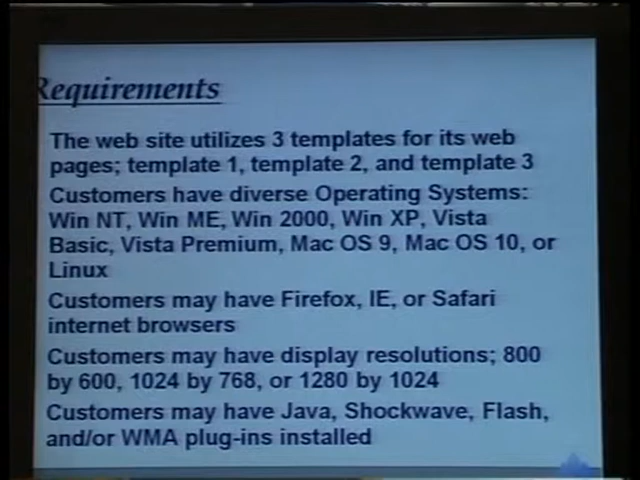 Requirements
The web site utilizes 3 templates for its web
pages; template 1, template 2, and template 3
Customers have diverse Operating Systems:
Win NT, Win ME, Win 2000, Win XP, Vista
Basic, Vista Premium, Mac OS 9, Mac OS 10, or
Linux
Customers may have Firefox, IE, or Safari
internet browsers
Customers may have display resolutions; 800
by 600, 1024 by 768, or 1280 by 1024
Customers may have Java, Shockwave, Flash,
and/or WMA plug-ins installed